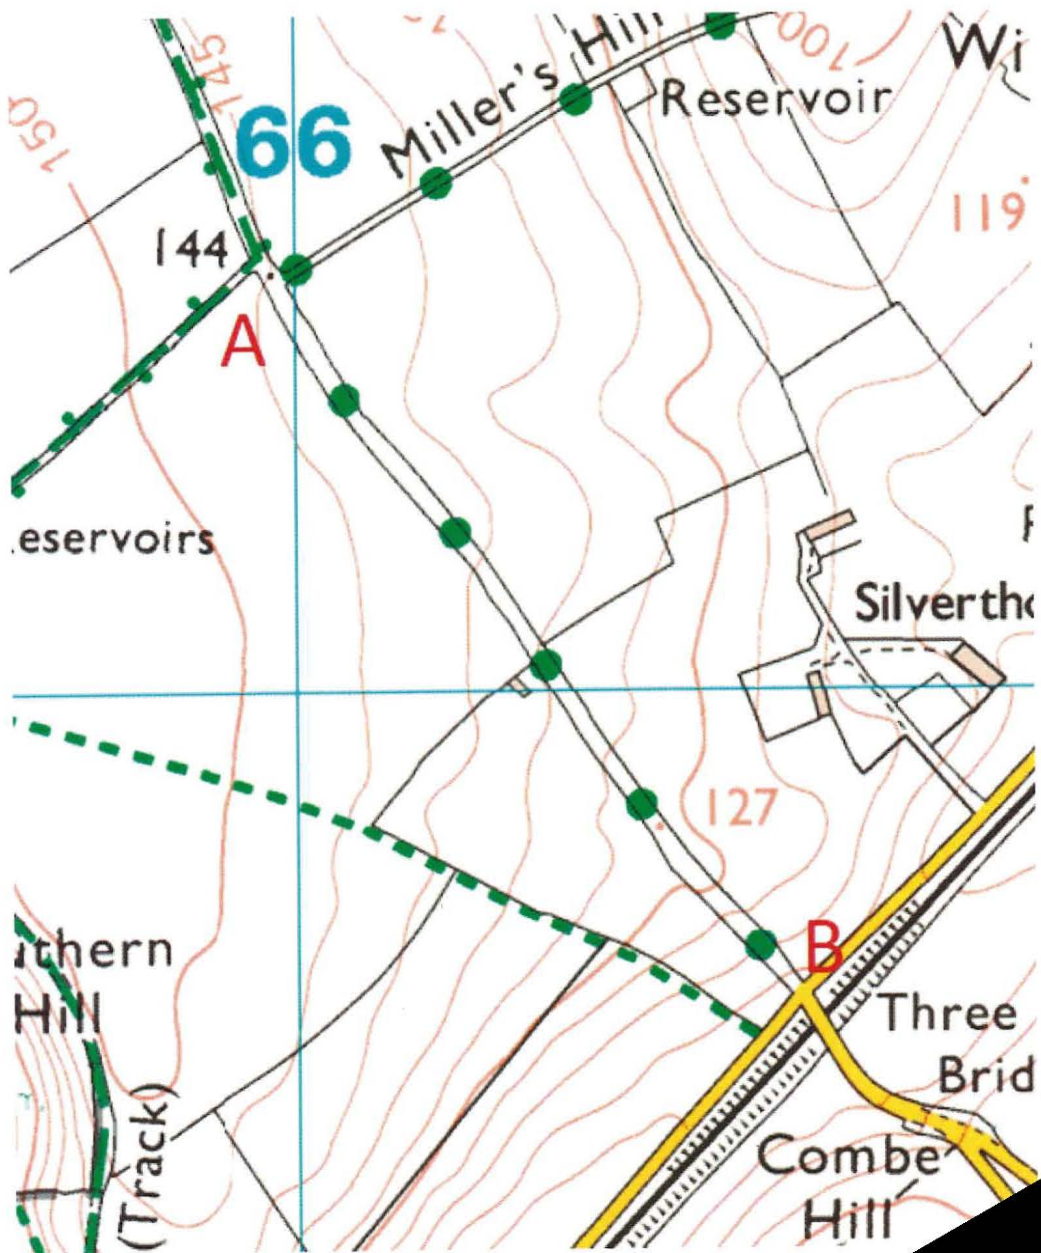 145
150
66
Miller's Hill
100
Wi
Reservoir
119
144
A
eservoirs
Silvertho
127
B
thern
Hill
Three
Brid
(Track)
Combe
Hill